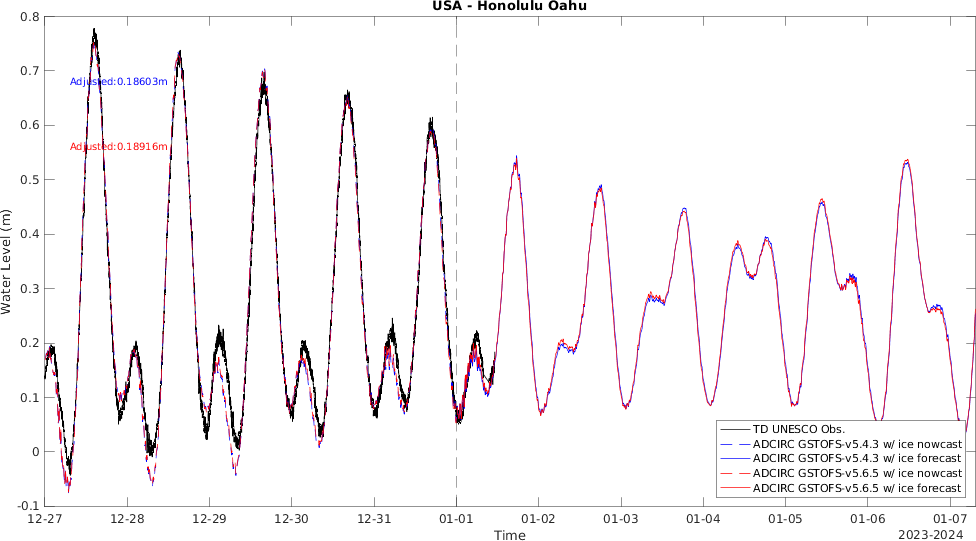 USA - Honolulu Oahu
0.8
0.7
0.6
0.5
0.4
0.3
0.2
0.1
0
-0.1
Water Level (m)
Adjusted:0.18603m
Adjusted:0.18916m
TD UNESCO Obs.
ADCIRC GSTOFS-v5.4.3 w/ ice nowcast
ADCIRC GSTOFS-v5.4.3 w/ ice forecast
ADCIRC GSTOFS-v5.6.5 w/ ice nowcast
ADCIRC GSTOFS-v5.6.5 w/ ice forecast
12-27 12-28 12-29 12-30 12-31 01-01 01-02 01-03 01-04 01-05 01-06 01-07
Time
2023-2024